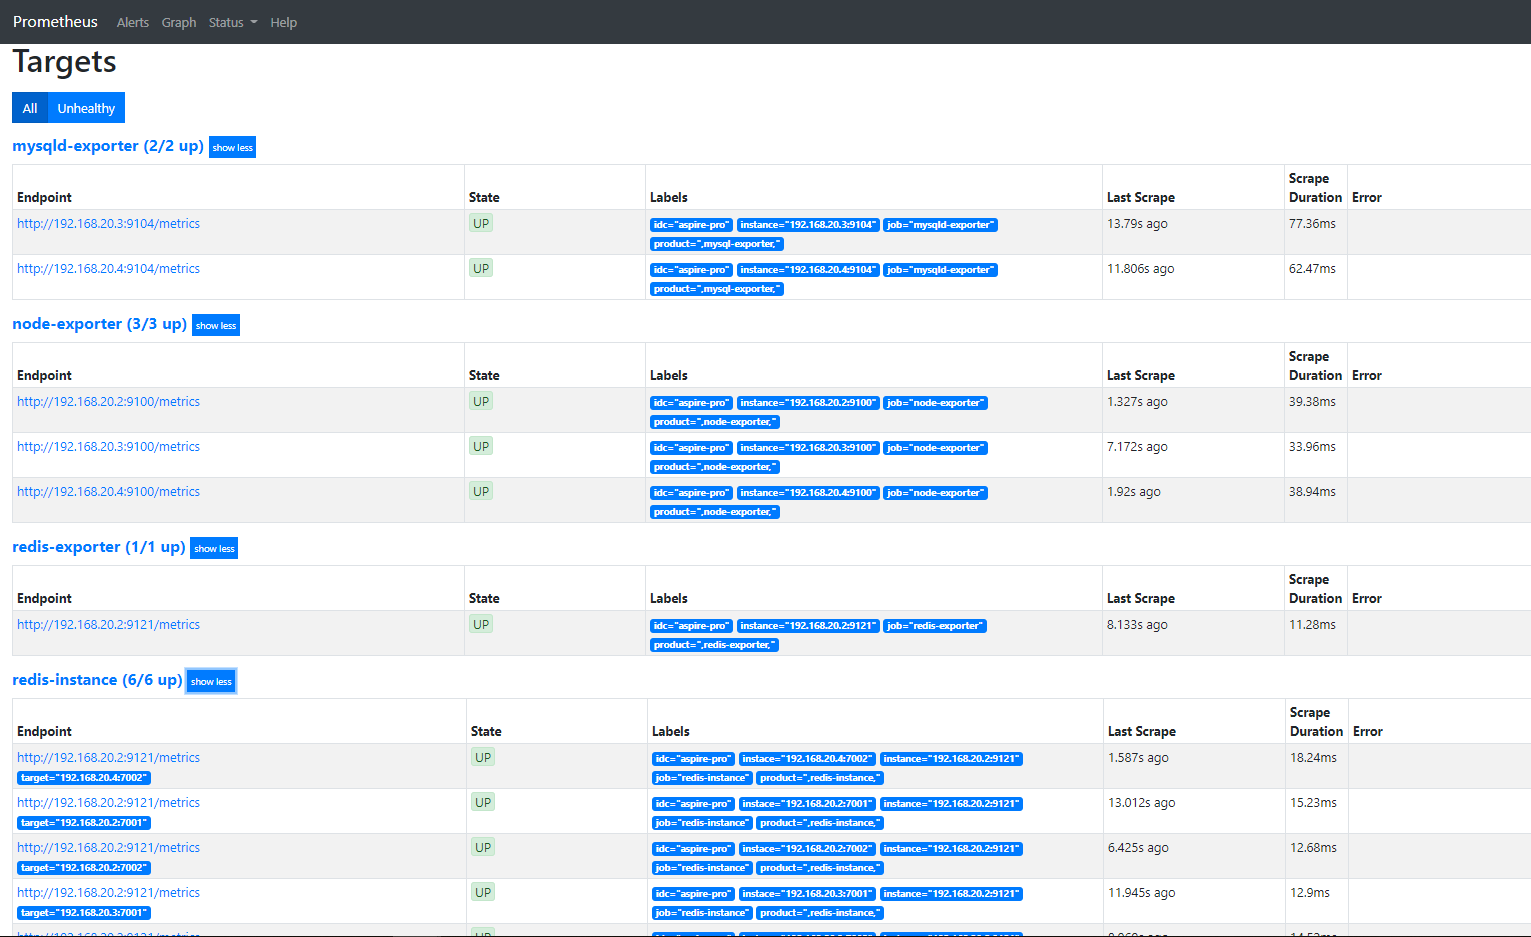 Prometheus Alerts Graph Status Help
Targets
All Unhealthy
mysqld-exporter (2/2 up) show less
Endpoint State Labels Last Scrape Scrape Duration Error
http://192.168.20.3:9104/metrics UP idc="aspire-pro" instance="192.168.20.3:9104" job="mysqld-exporter" 13.79s ago 77.36ms
product=",mysql-exporter,"
http://192.168.20.4:9104/metrics UP idc="aspire-pro" instance="192.168.20.4:9104" job="mysqld-exporter" 11.806s ago 62.47ms
product=",mysql-exporter,"
node-exporter (3/3 up) show less
Endpoint State Labels Last Scrape Scrape Duration Error
http://192.168.20.2:9100/metrics UP idc="aspire-pro" instance="192.168.20.2:9100" job="node-exporter" 1.327s ago 39.38ms
product=",node-exporter,"
http://192.168.20.3:9100/metrics UP idc="aspire-pro" instance="192.168.20.3:9100" job="node-exporter" 7.172s ago 33.96ms
product=",node-exporter,"
http://192.168.20.4:9100/metrics UP idc="aspire-pro" instance="192.168.20.4:9100" job="node-exporter" 1.92s ago 38.94ms
product=",node-exporter,"
redis-exporter (1/1 up) show less
Endpoint State Labels Last Scrape Scrape Duration Error
http://192.168.20.2:9121/metrics UP idc="aspire-pro" instance="192.168.20.2:9121" job="redis-exporter" 8.133s ago 11.28ms
product=",redis-exporter,"
redis-instance (6/6 up) show less
Endpoint State Labels Last Scrape Scrape Duration Error
http://192.168.20.2:9121/metrics UP idc="aspire-pro" instace="192.168.20.4:7002" instance="192.168.20.2:9121" 1.587s ago 18.24ms
target="192.168.20.4:7002" job="redis-instance" product=",redis-instance,"
http://192.168.20.2:9121/metrics UP idc="aspire-pro" instace="192.168.20.2:7001" instance="192.168.20.2:9121" 13.012s ago 15.23ms
target="192.168.20.2:7001" job="redis-instance" product=",redis-instance,"
http://192.168.20.2:9121/metrics UP idc="aspire-pro" instace="192.168.20.2:7002" instance="192.168.20.2:9121" 6.425s ago 12.68ms
target="192.168.20.2:7002" job="redis-instance" product=",redis-instance,"
http://192.168.20.2:9121/metrics UP idc="aspire-pro" instace="192.168.20.3:7001" instance="192.168.20.2:9121" 11.945s ago 12.9ms
target="192.168.20.3:7001" job="redis-instance" product=",redis-instance,"